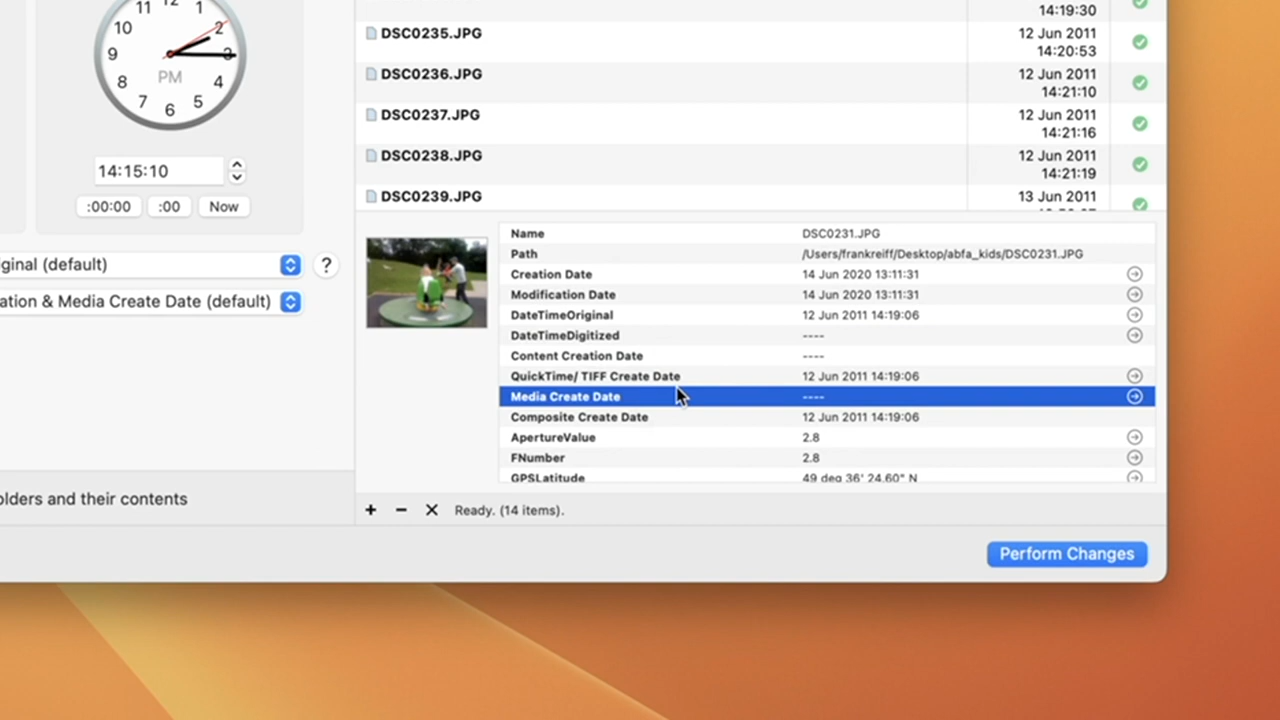 11 12 1
10 2
9 3
PM
8 4
7 6 5
14:15:10
:00:00 :00 Now
ginal (default) ?
ation & Media Create Date (default)
olders and their contents
14:19:30
DSC0235.JPG 12 Jun 2011
14:20:53
DSC0236.JPG 12 Jun 2011
14:21:10
DSC0237.JPG 12 Jun 2011
14:21:16
DSC0238.JPG 12 Jun 2011
14:21:19
DSC0239.JPG 13 Jun 2011
Name DSC0231.JPG
Path /Users/frankreiff/Desktop/abfa_kids/DSC0231.JPG
Creation Date 14 Jun 2020 13:11:31
Modification Date 14 Jun 2020 13:11:31
DateTimeOriginal 12 Jun 2011 14:19:06
DateTimeDigitized ----
Content Creation Date ----
QuickTime/ TIFF Create Date 12 Jun 2011 14:19:06
Media Create Date ----
Composite Create Date 12 Jun 2011 14:19:06
ApertureValue 2.8
FNumber 2.8
GPSLatitude 49 deg 36' 24.60" N
+ − × Ready. (14 items).
Perform Changes